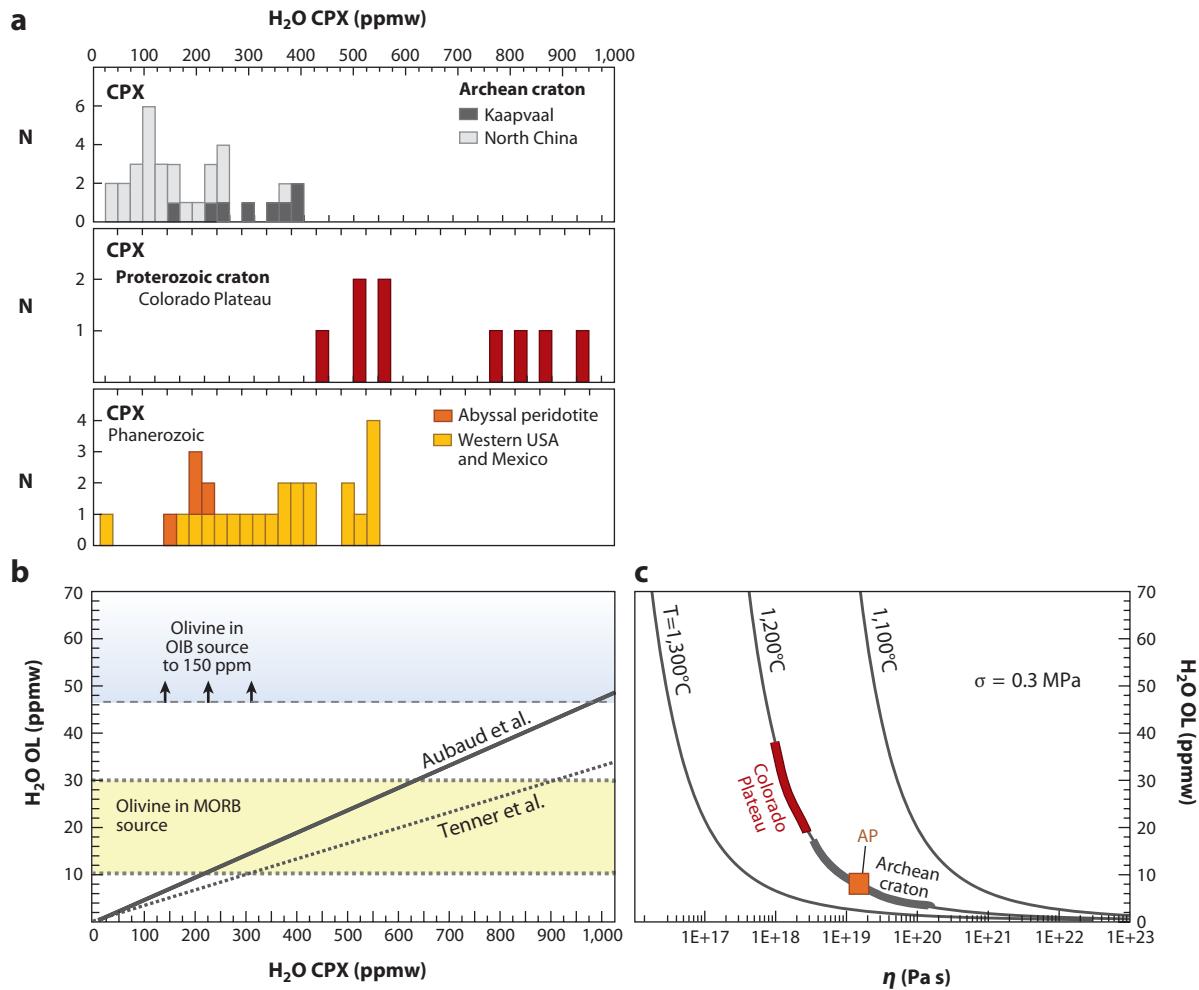 a
H2O CPX (ppmw)
0 100 200 300 400 500 600 700 800 900 1,000
CPX
Archean craton
Kaapvaal
North China
N
6
4
2
0
CPX
Proterozoic craton
Colorado Plateau
N
2
1
CPX
Phanerozoic
Abyssal peridotite
Western USA
and Mexico
N
4
3
2
1
0
b
70
60
50
40
30
20
10
0
H2O OL (ppmw)
Olivine in
OIB source
to 150 ppm
Aubaud et al.
Olivine in MORB
source
Tenner et al.
0 100 200 300 400 500 600 700 800 900 1,000
H2O CPX (ppmw)
c
T=1,300°C
1,200°C
1,100°C
σ = 0.3 MPa
Colorado
Plateau
AP
Archean
craton
70
60
50
40
30
20
10
0
H2O OL (ppmw)
1E+17 1E+18 1E+19 1E+20 1E+21 1E+22 1E+23
η (Pa s)